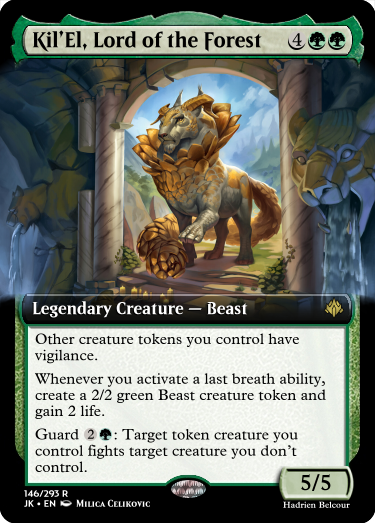 Kil'El, Lord of the Forest 4
Legendary Creature — Beast
Other creature tokens you control have
vigilance.
Whenever you activate a last breath ability,
create a 2/2 green Beast creature token and
gain 2 life.
Guard 2: Target token creature you
control fights target creature you don't
control.
5/5
146/293 R
JK • EN Milica Celikovic
Hadrien Belcour